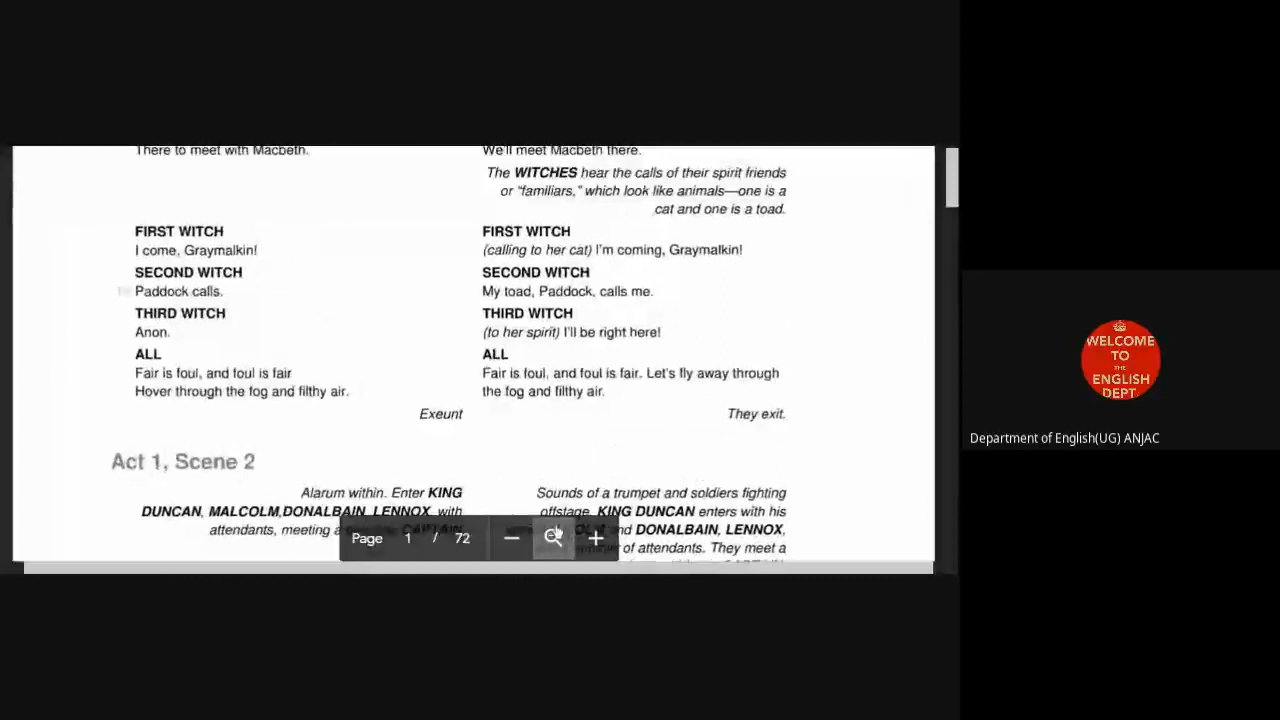 There to meet with Macbeth.
FIRST WITCH
I come, Graymalkin!
SECOND WITCH
Paddock calls.
THIRD WITCH
Anon.
ALL
Fair is foul, and foul is fair
Hover through the fog and filthy air.
Exeunt
We'll meet Macbeth there.
The WITCHES hear the calls of their spirit friends
or "familiars," which look like animals—one is a
cat and one is a toad.
FIRST WITCH
(calling to her cat) I'm coming, Graymalkin!
SECOND WITCH
My toad, Paddock, calls me.
THIRD WITCH
(to her spirit) I'll be right here!
ALL
Fair is foul, and foul is fair. Let's fly away through
the fog and filthy air.
They exit.
Act 1, Scene 2
Alarum within. Enter KING
DUNCAN, MALCOLM,DONALBAIN, LENNOX, with
attendants, meeting a
Sounds of a trumpet and soldiers fighting
offstage. KING DUNCAN enters with his
and DONALBAIN, LENNOX,
of attendants. They meet a
Page 1 / 72
WELCOME
TO
THE
ENGLISH
DEPT.
Department of English(UG) ANJAC